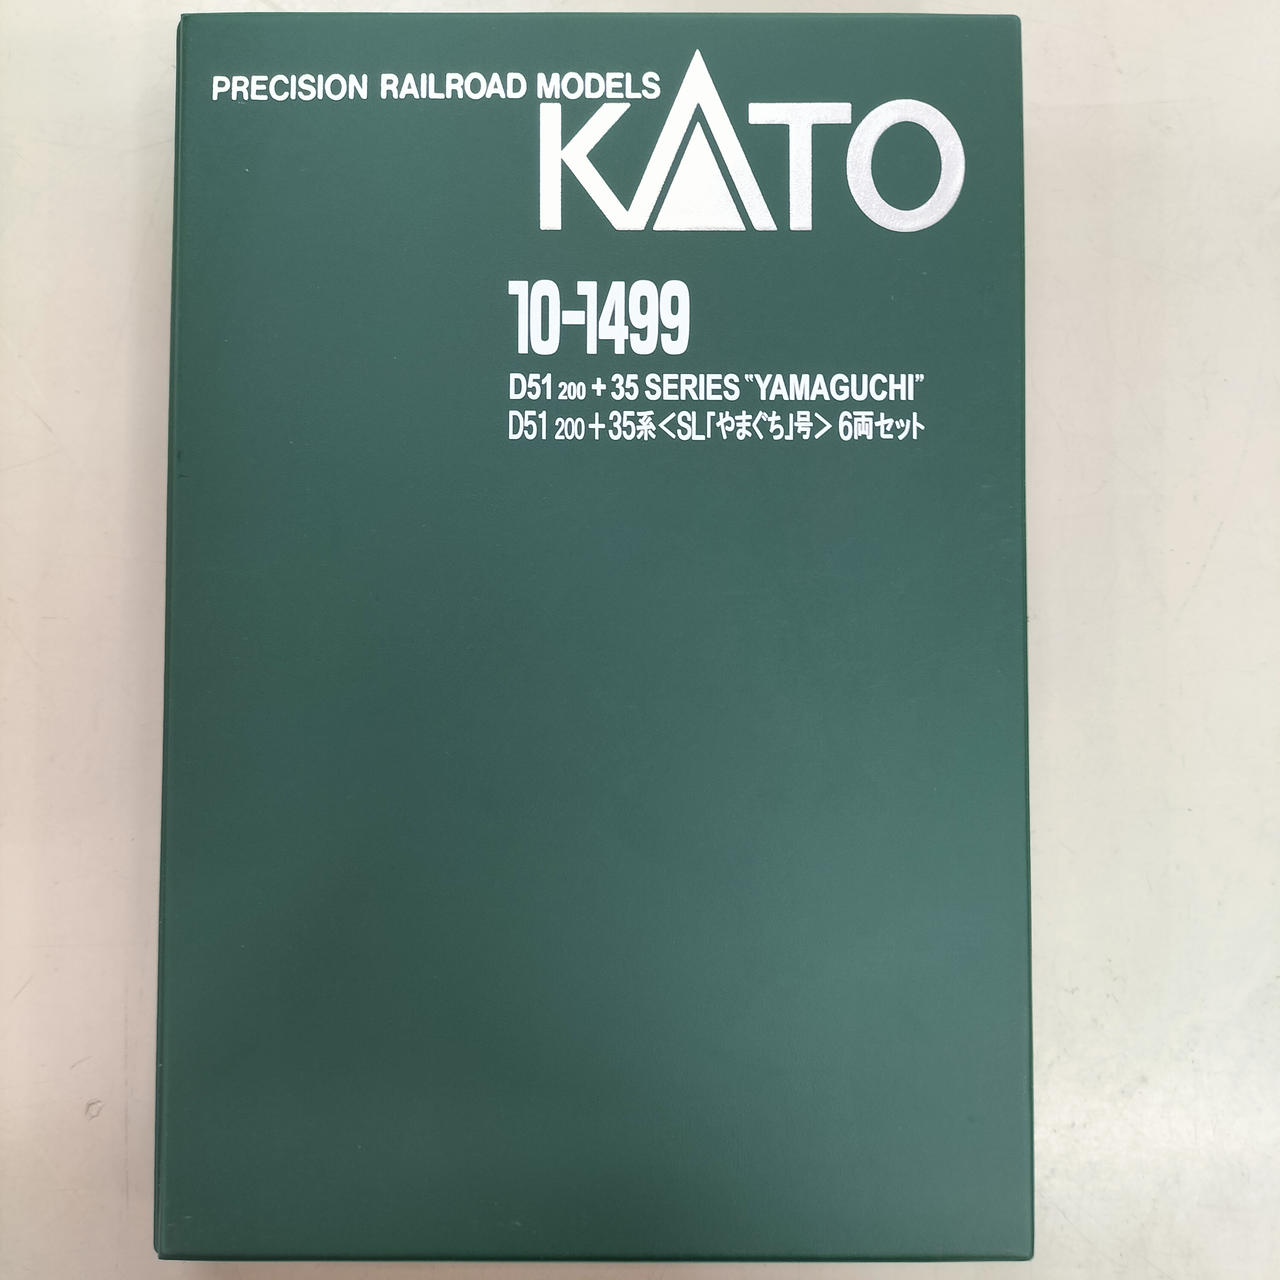 PRECISION RAILROAD MODELS
KATO
10-1499
D51 200 + 35 SERIES "YAMAGUCHI"
D51 200+35系<SL「やまぐち」号> 6両セット